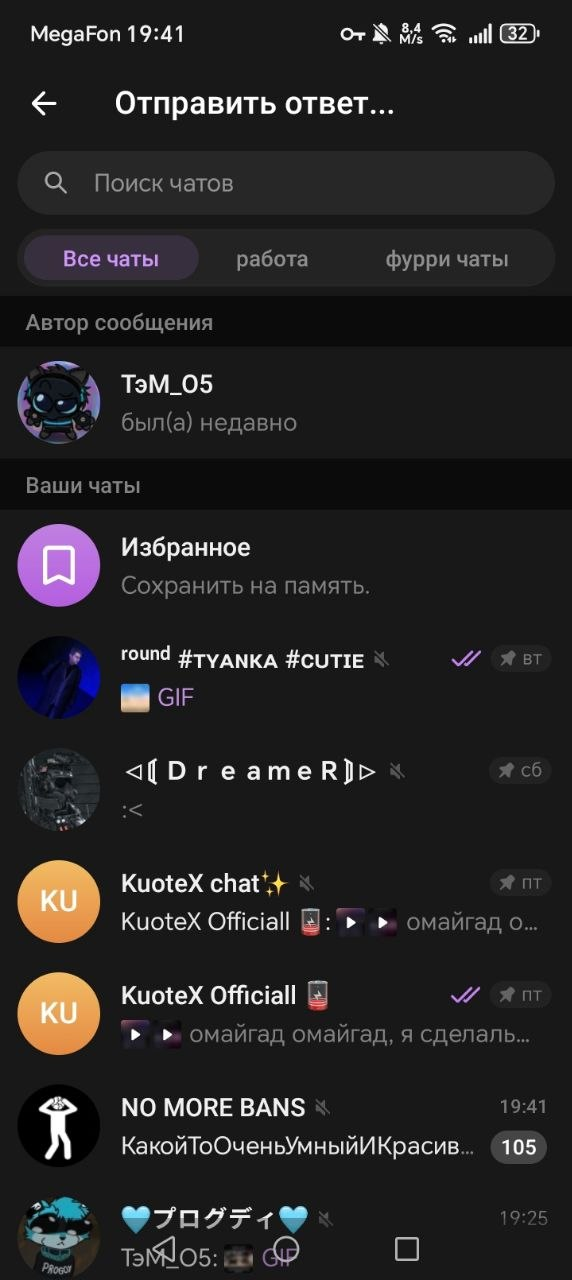 MegaFon 19:41
8,4 M/s
32
Отправить ответ...
Поиск чатов
Все чаты
работа
фурри чаты
Автор сообщения
ТэМ_О5
был(а) недавно
Ваши чаты
Избранное
Сохранить на память.
round #ᴛʏᴀɴᴋᴀ #ᴄᴜᴛɪᴇ
вт
GIF
◁⟬ D r e a m e R ⟭▷
сб
:<
KU
KuoteX chat✨
пт
KuoteX Officiall 🪫: омайгад о...
KU
KuoteX Officiall 🪫
пт
омайгад омайгад, я сделаль...
NO MORE BANS
19:41
КакойТоОченьУмныйИКрасив...
105
🩵プログディ🩵
19:25
ТэМ_О5: GIF
PROGDY